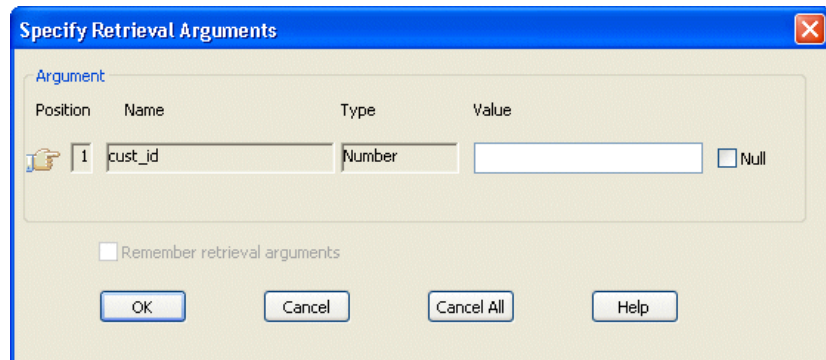 Specify Retrieval Arguments
Argument
Position Name Type Value
1 cust_id Number Null
Remember retrieval arguments
OK Cancel Cancel All Help